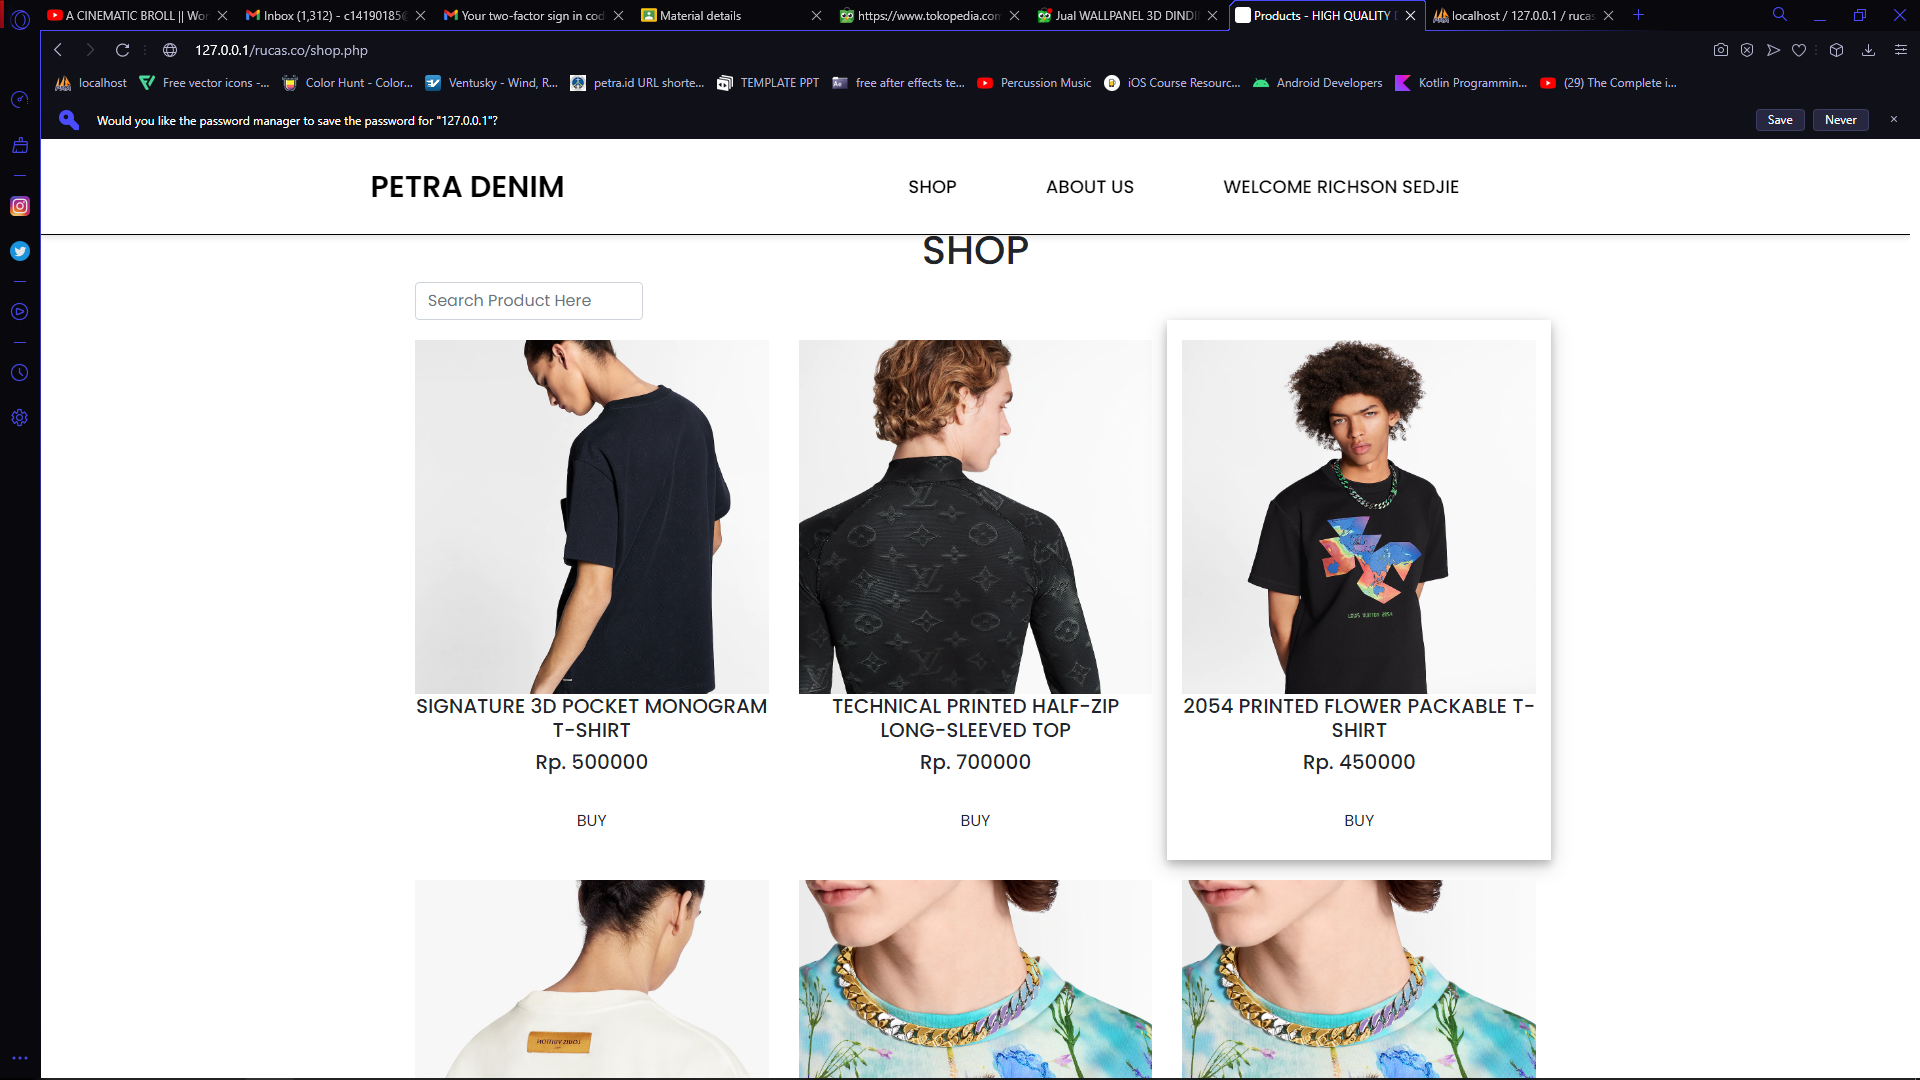 A CINEMATIC BROLL || Wor
Inbox (1,312) - c14190185@
Your two-factor sign in cod
Material details
https://www.tokopedia.com
Jual WALLPANEL 3D DINDI
Products - HIGH QUALITY D
localhost / 127.0.0.1 / rucas
127.0.0.1/rucas.co/shop.php
localhost
Free vector icons -...
Color Hunt - Color...
Ventusky - Wind, R...
petra.id URL shorte...
TEMPLATE PPT
free after effects te...
Percussion Music
iOS Course Resourc...
Android Developers
Kotlin Programmin...
(29) The Complete i...
Would you like the password manager to save the password for "127.0.0.1"?
Save
Never
PETRA DENIM
SHOP
ABOUT US
WELCOME RICHSON SEDJIE
SHOP
Search Product Here
SIGNATURE 3D POCKET MONOGRAM
T-SHIRT
Rp. 500000
BUY
TECHNICAL PRINTED HALF-ZIP
LONG-SLEEVED TOP
Rp. 700000
BUY
LOUIS VUITTON 2054
2054 PRINTED FLOWER PACKABLE T-
SHIRT
Rp. 450000
BUY